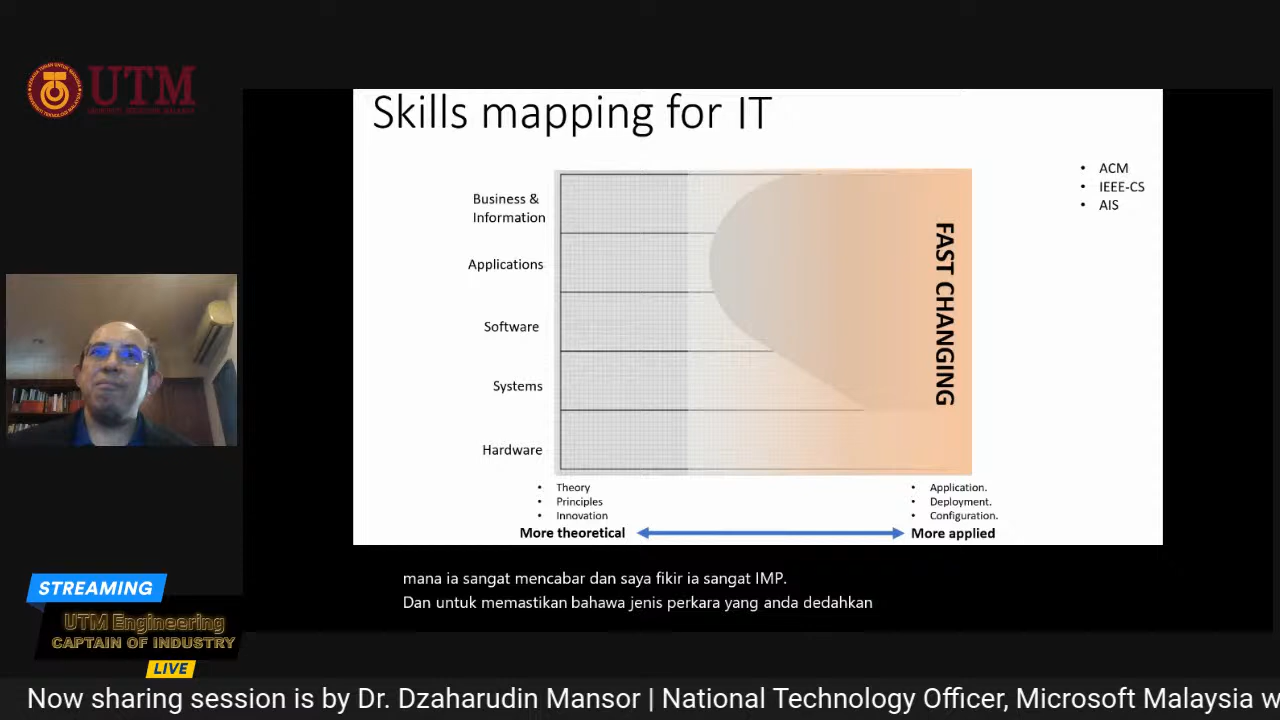 UTM
UNIVERSITI TEKNOLOGI MALAYSIA
Skills mapping for IT
Business &
Information
Applications
Software
Systems
Hardware
FAST CHANGING
• ACM
• IEEE-CS
• AIS
• Theory
• Principles
• Innovation
More theoretical
• Application.
• Deployment.
• Configuration.
More applied
mana ia sangat mencabar dan saya fikir ia sangat IMP.
Dan untuk memastikan bahawa jenis perkara yang anda dedahkan
STREAMING
UTM Engineering
CAPTAIN OF INDUSTRY
LIVE
Now sharing session is by Dr. Dzaharudin Mansor | National Technology Officer, Microsoft Malaysia w